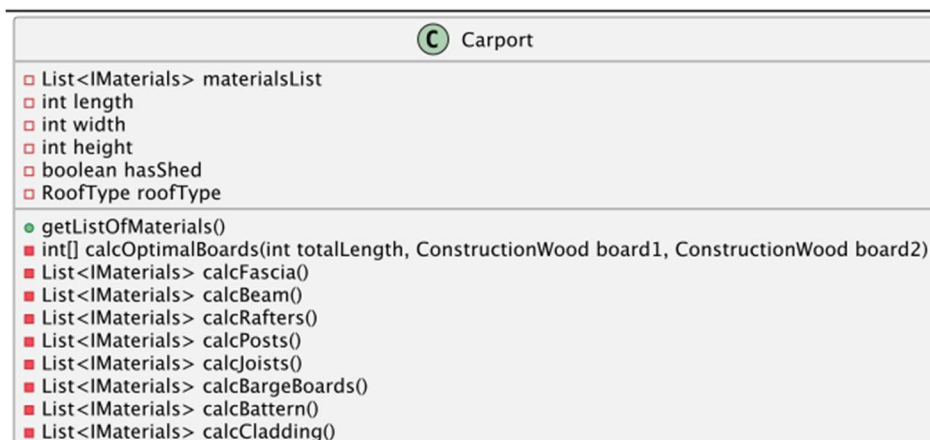 C Carport
List<IMaterials> materialsList
int length
int width
int height
boolean hasShed
RoofType roofType
getListOfMaterials()
int[] calcOptimalBoards(int totalLength, ConstructionWood board1, ConstructionWood board2)
List<IMaterials> calcFascia()
List<IMaterials> calcBeam()
List<IMaterials> calcRafters()
List<IMaterials> calcPosts()
List<IMaterials> calcJoists()
List<IMaterials> calcBargeBoards()
List<IMaterials> calcBattern()
List<IMaterials> calcCladding()